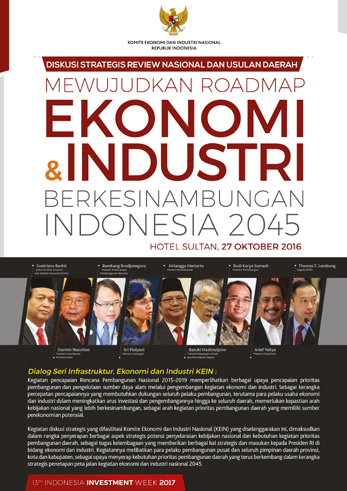 KOMITE EKONOMI DAN INDUSTRI NASIONAL
REPUBLIK INDONESIA
DISKUSI STRATEGIS REVIEW NASIONAL DAN USULAN DAERAH
MEWUJUDKAN ROADMAP
EKONOMI
& INDUSTRI
BERKESINAMBUNGAN
INDONESIA 2045
HOTEL SULTAN, 27 OKTOBER 2016
Soetrisno Bachir
Bambang Brodjonegoro
Airlangga Hartarto
Budi Karya Sumadi
Thomas T. Lembong
Darmin Nasution
Sri Mulyani
Basuki Hadimuljono
Arief Yahya
Dialog Seri Infrastruktur, Ekonomi dan Industri KEIN :
Kegiatan pencapaian Rencana Pembangunan Nasional 2015-2019 memperlihatkan berbagai upaya pencapaian prioritas
pembangunan dan pengelolaan sumber daya alam melalui pengembangan kegiatan ekonomi dan industri. Sebagai kerangka
percepatan pencapaiannya yang membutuhkan dukungan seluruh pelaku pembangunan, terutama para pelaku usaha ekonomi
dan industri dalam meningkatkan arus investasi dan pengembangannya hingga ke seluruh daerah, memerlukan kepastian arah
kebijakan nasional yang lebih berkesinambungan, sebagai arah kegiatan prioritas pembangunan daerah yang memiliki sumber
perekonomian potensial.
Kegiatan diskusi strategis yang difasilitasi Komite Ekonomi dan Industri Nasional (KEIN) yang diselenggarakan ini, dimaksudkan
dalam rangka penyerapan berbagai aspek strategis potensi penyelarasan kebijakan nasional dan kebutuhan kegiatan prioritas
pembangunan daerah, sebagai tugas kelembagaan yang memberikan berbagai hal strategis dan masukan kepada Presiden RI di
bidang ekonomi dan industri. Kegiatannya melibatkan para pelaku pembangunan pusat dan seluruh pimpinan daerah provinsi,
kota dan kabupaten, sebagai upaya menyerap kebutuhan prioritas pembangunan daerah yang terus berkembang dalam kerangka
strategis penetapan peta jalan kegiatan ekonomi dan industri nasional 2045.
13TH INDONESIA INVESTMENT WEEK 2017